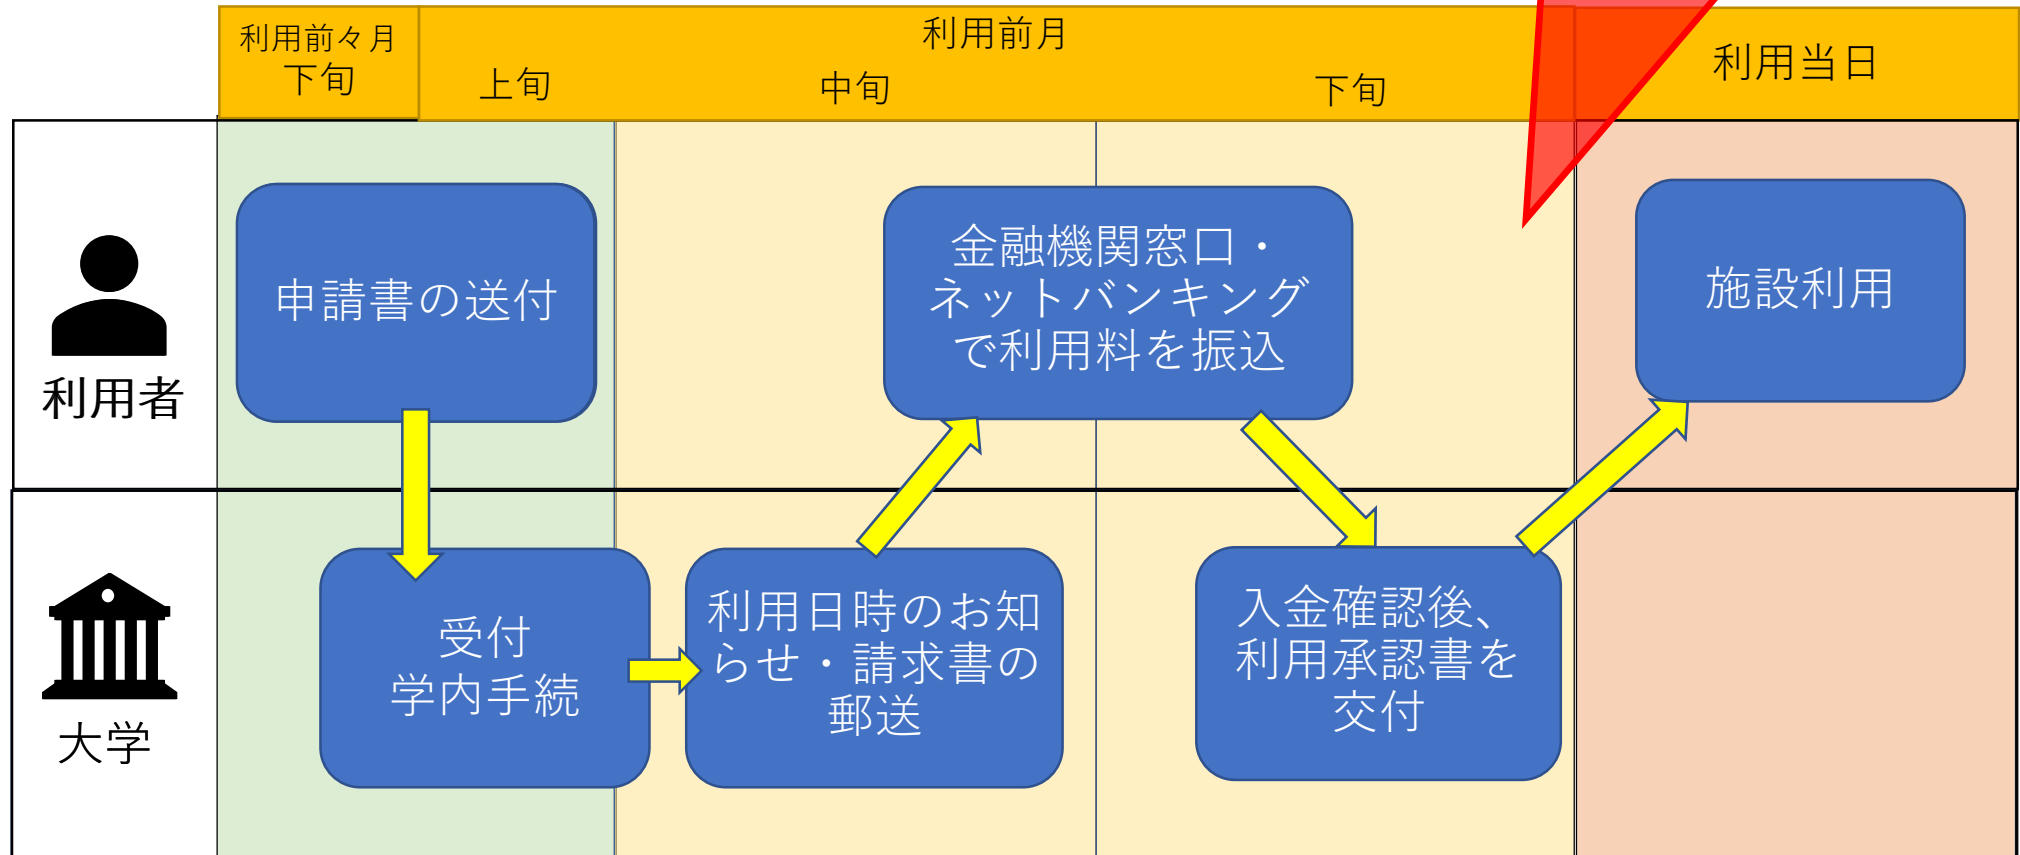 利用前々月
下旬
利用前月
上旬
中旬
下旬
利用当日
利用者
申請書の送付
金融機関窓口・
ネットバンキング
で利用料を振込
施設利用
大学
受付
学内手続
利用日時のお知
らせ・請求書の
郵送
入金確認後、
利用承認書を
交付